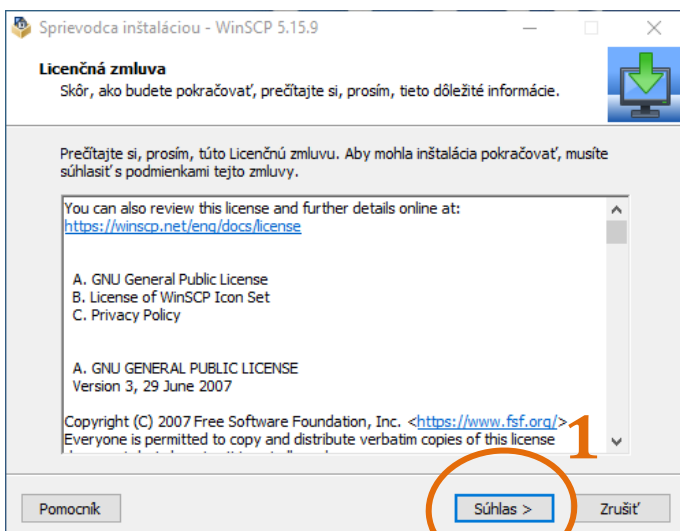 Sprievodca inštaláciou - WinSCP 5.15.9
Licenčná zmluva
Skôr, ako budete pokračovať, prečítajte si, prosím, tieto dôležité informácie.
Prečítajte si, prosím, túto Licenčnú zmluvu. Aby mohla inštalácia pokračovať, musíte
súhlasiť s podmienkami tejto zmluvy.
You can also review this license and further details online at:
https://winscp.net/eng/docs/license
A. GNU General Public License
B. License of WinSCP Icon Set
C. Privacy Policy
A. GNU GENERAL PUBLIC LICENSE
Version 3, 29 June 2007
Copyright (C) 2007 Free Software Foundation, Inc. <https://www.fsf.org/>
Everyone is permitted to copy and distribute verbatim copies of this license
1
Pomocník
Súhlas >
Zrušiť